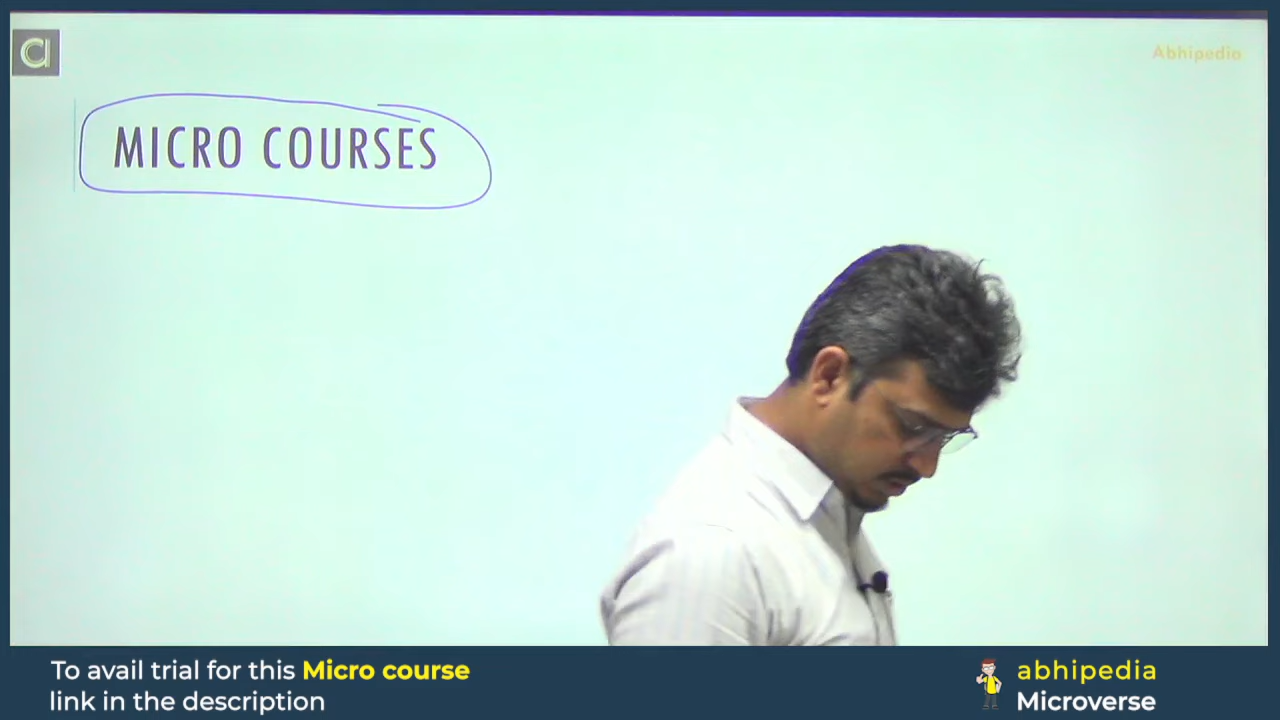 Abhipedia
MICRO COURSES
To avail trial for this Micro course
link in the description
abhipedia
Microverse